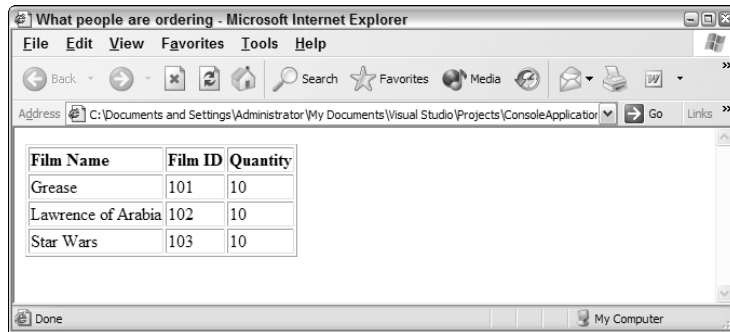 What people are ordering - Microsoft Internet Explorer
File Edit View Favorites Tools Help
Back Search Favorites Media W »
Address C:\Documents and Settings\Administrator\My Documents\Visual Studio\Projects\ConsoleApplication Go Links »
Film Name Film ID Quantity
Grease 101 10
Lawrence of Arabia 102 10
Star Wars 103 10
Done My Computer